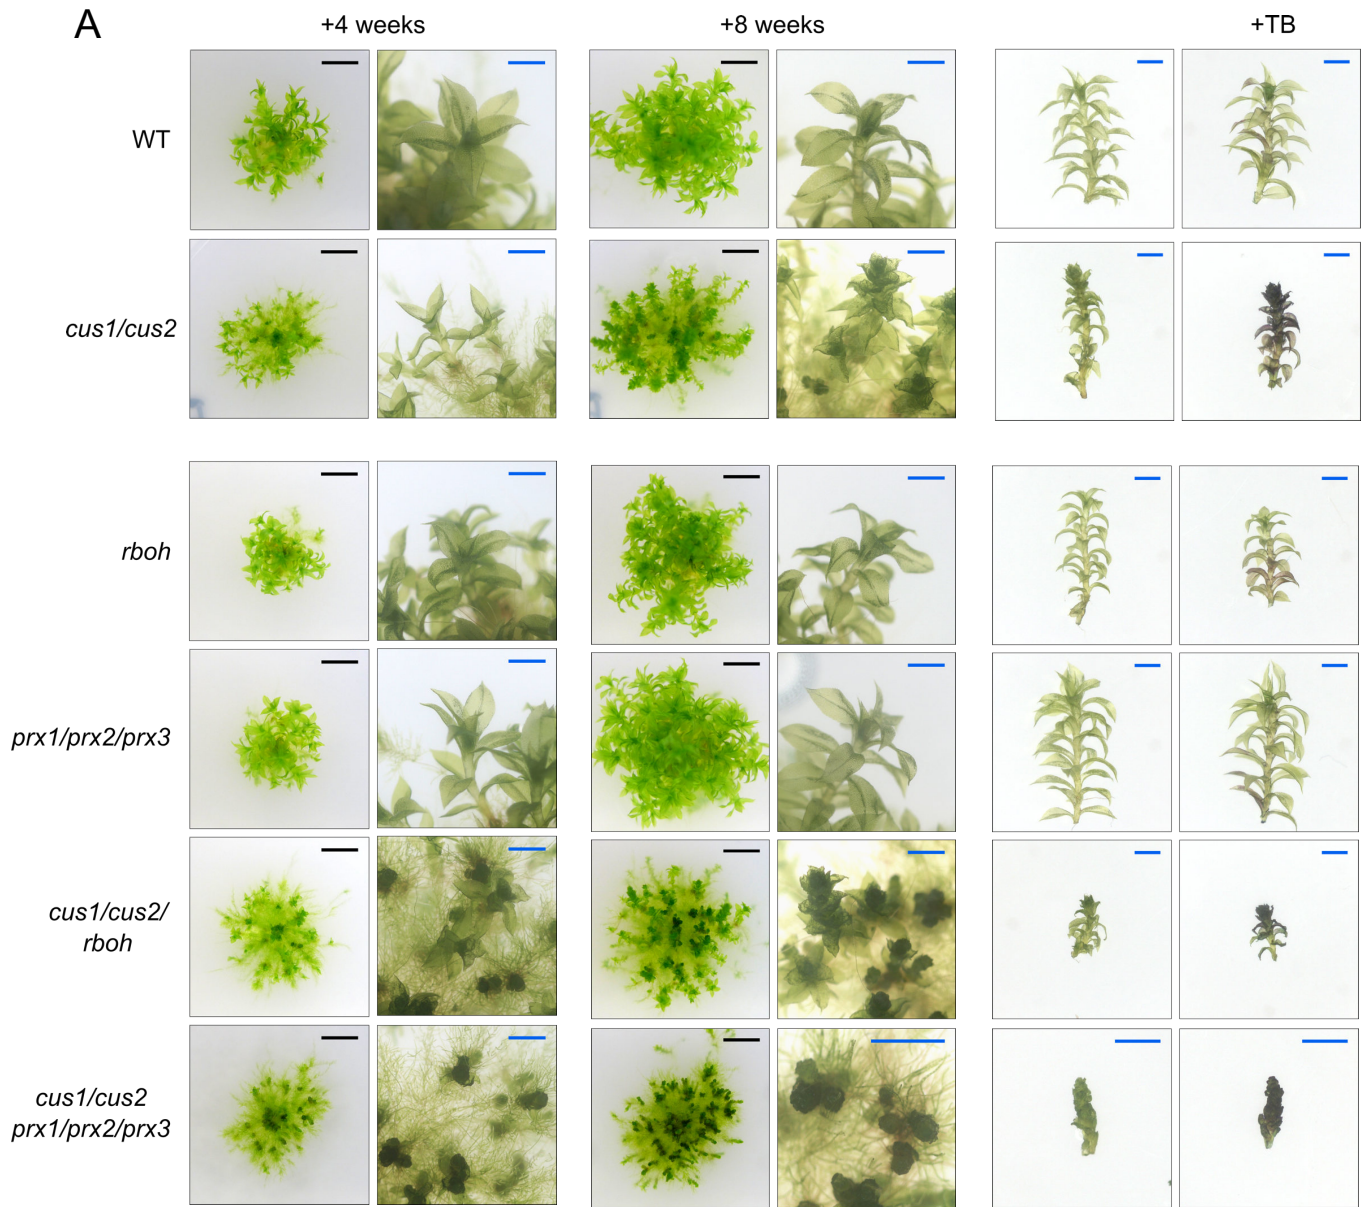 A
+4 weeks
+8 weeks
+TB
WT
cus1/cus2
rboh
prx1/prx2/prx3
cus1/cus2/
rboh
cus1/cus2
prx1/prx2/prx3